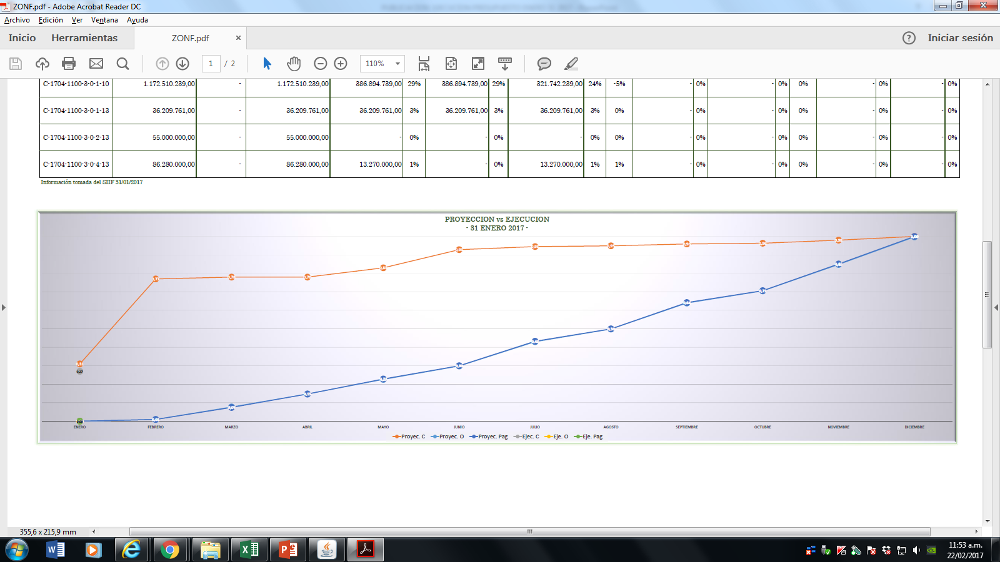 ZONF.pdf - Adobe Acrobat Reader DC
Archivo Edición Ver Ventana Ayuda
Inicio Herramientas ZONF.pdf × ? Iniciar sesión
1 / 2 110%
C-1704-1100-3-0-1-10 1.172.510.239,00 - 1.172.510.239,00 386.894.739,00 29% 386.894.739,00 29% 321.742.239,00 24% -5% - 0% - 0% 0% - 0% - 0%
C-1704-1100-3-0-1-13 36.209.761,00 - 36.209.761,00 36.209.761,00 3% 36.209.761,00 3% 36.209.761,00 3% 0% - 0% - 0% 0% - 0% - 0%
C-1704-1100-3-0-2-13 55.000.000,00 - 55.000.000,00 - 0% - 0% - 0% 0% - 0% - 0% 0% - 0% - 0%
C-1704-1100-3-0-4-13 86.280.000,00 - 86.280.000,00 13.270.000,00 1% - 0% 13.270.000,00 1% 1% - 0% - 0% 0% - 0% - 0%
Información tomada del SIIF 31/01/2017
PROYECCION vs EJECUCION
- 31 ENERO 2017 -
ENERO FEBRERO MARZO ABRIL MAYO JUNIO JULIO AGOSTO SEPTIEMBRE OCTUBRE NOVIEMBRE DICIEMBRE
Proyec. C Proyec. O Proyec. Pag Ejec. C Eje. O Eje. Pag
355,6 x 215,9 mm
11:53 a.m.
22/02/2017